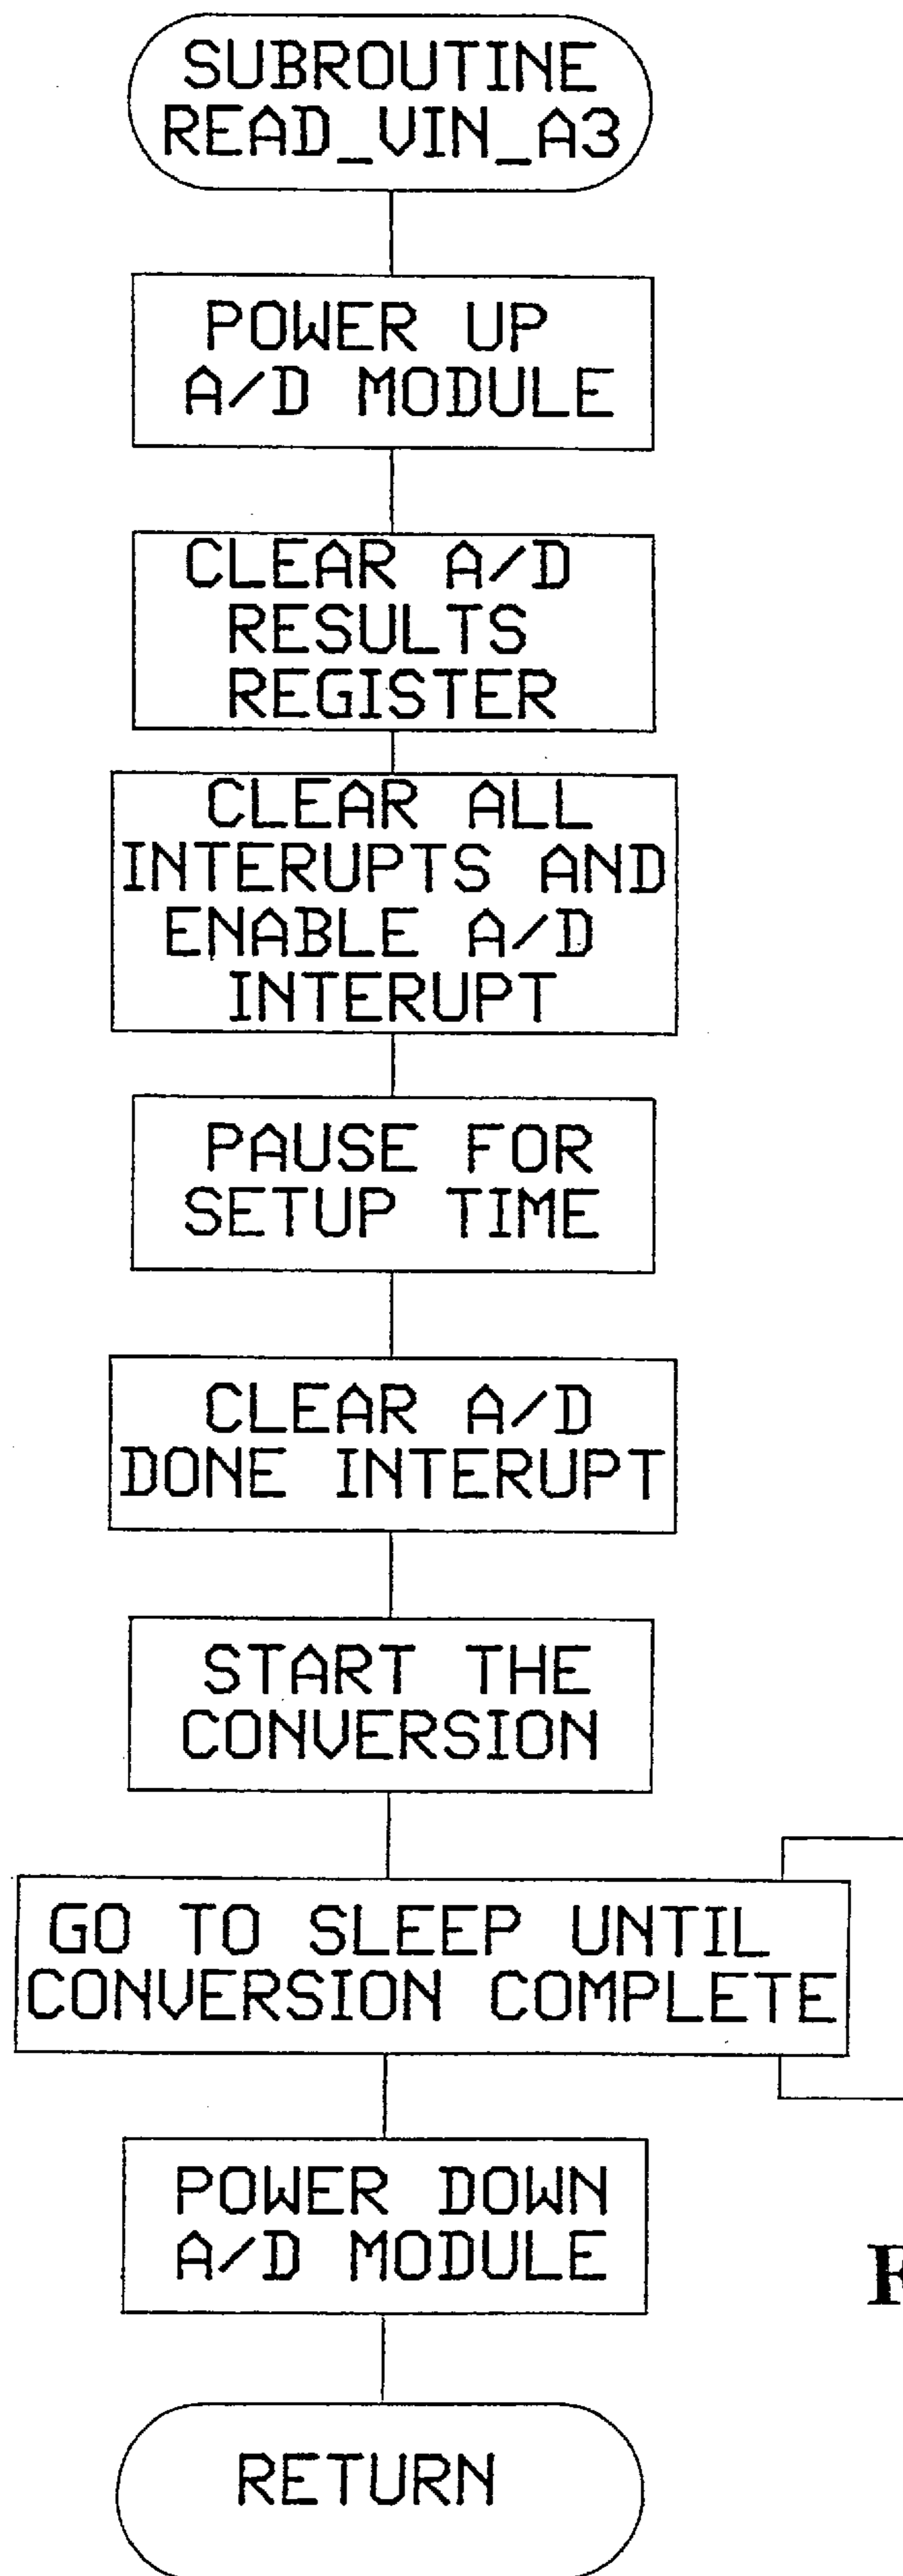 SUBROUTINE
READ_VIN_A3
POWER UP
A/D MODULE
CLEAR A/D
RESULTS
REGISTER
CLEAR ALL
INTERUPTS AND
ENABLE A/D
INTERUPT
PAUSE FOR
SETUP TIME
CLEAR A/D
DONE INTERUPT
START THE
CONVERSION
GO TO SLEEP UNTIL
CONVERSION COMPLETE
POWER DOWN
A/D MODULE
RETURN